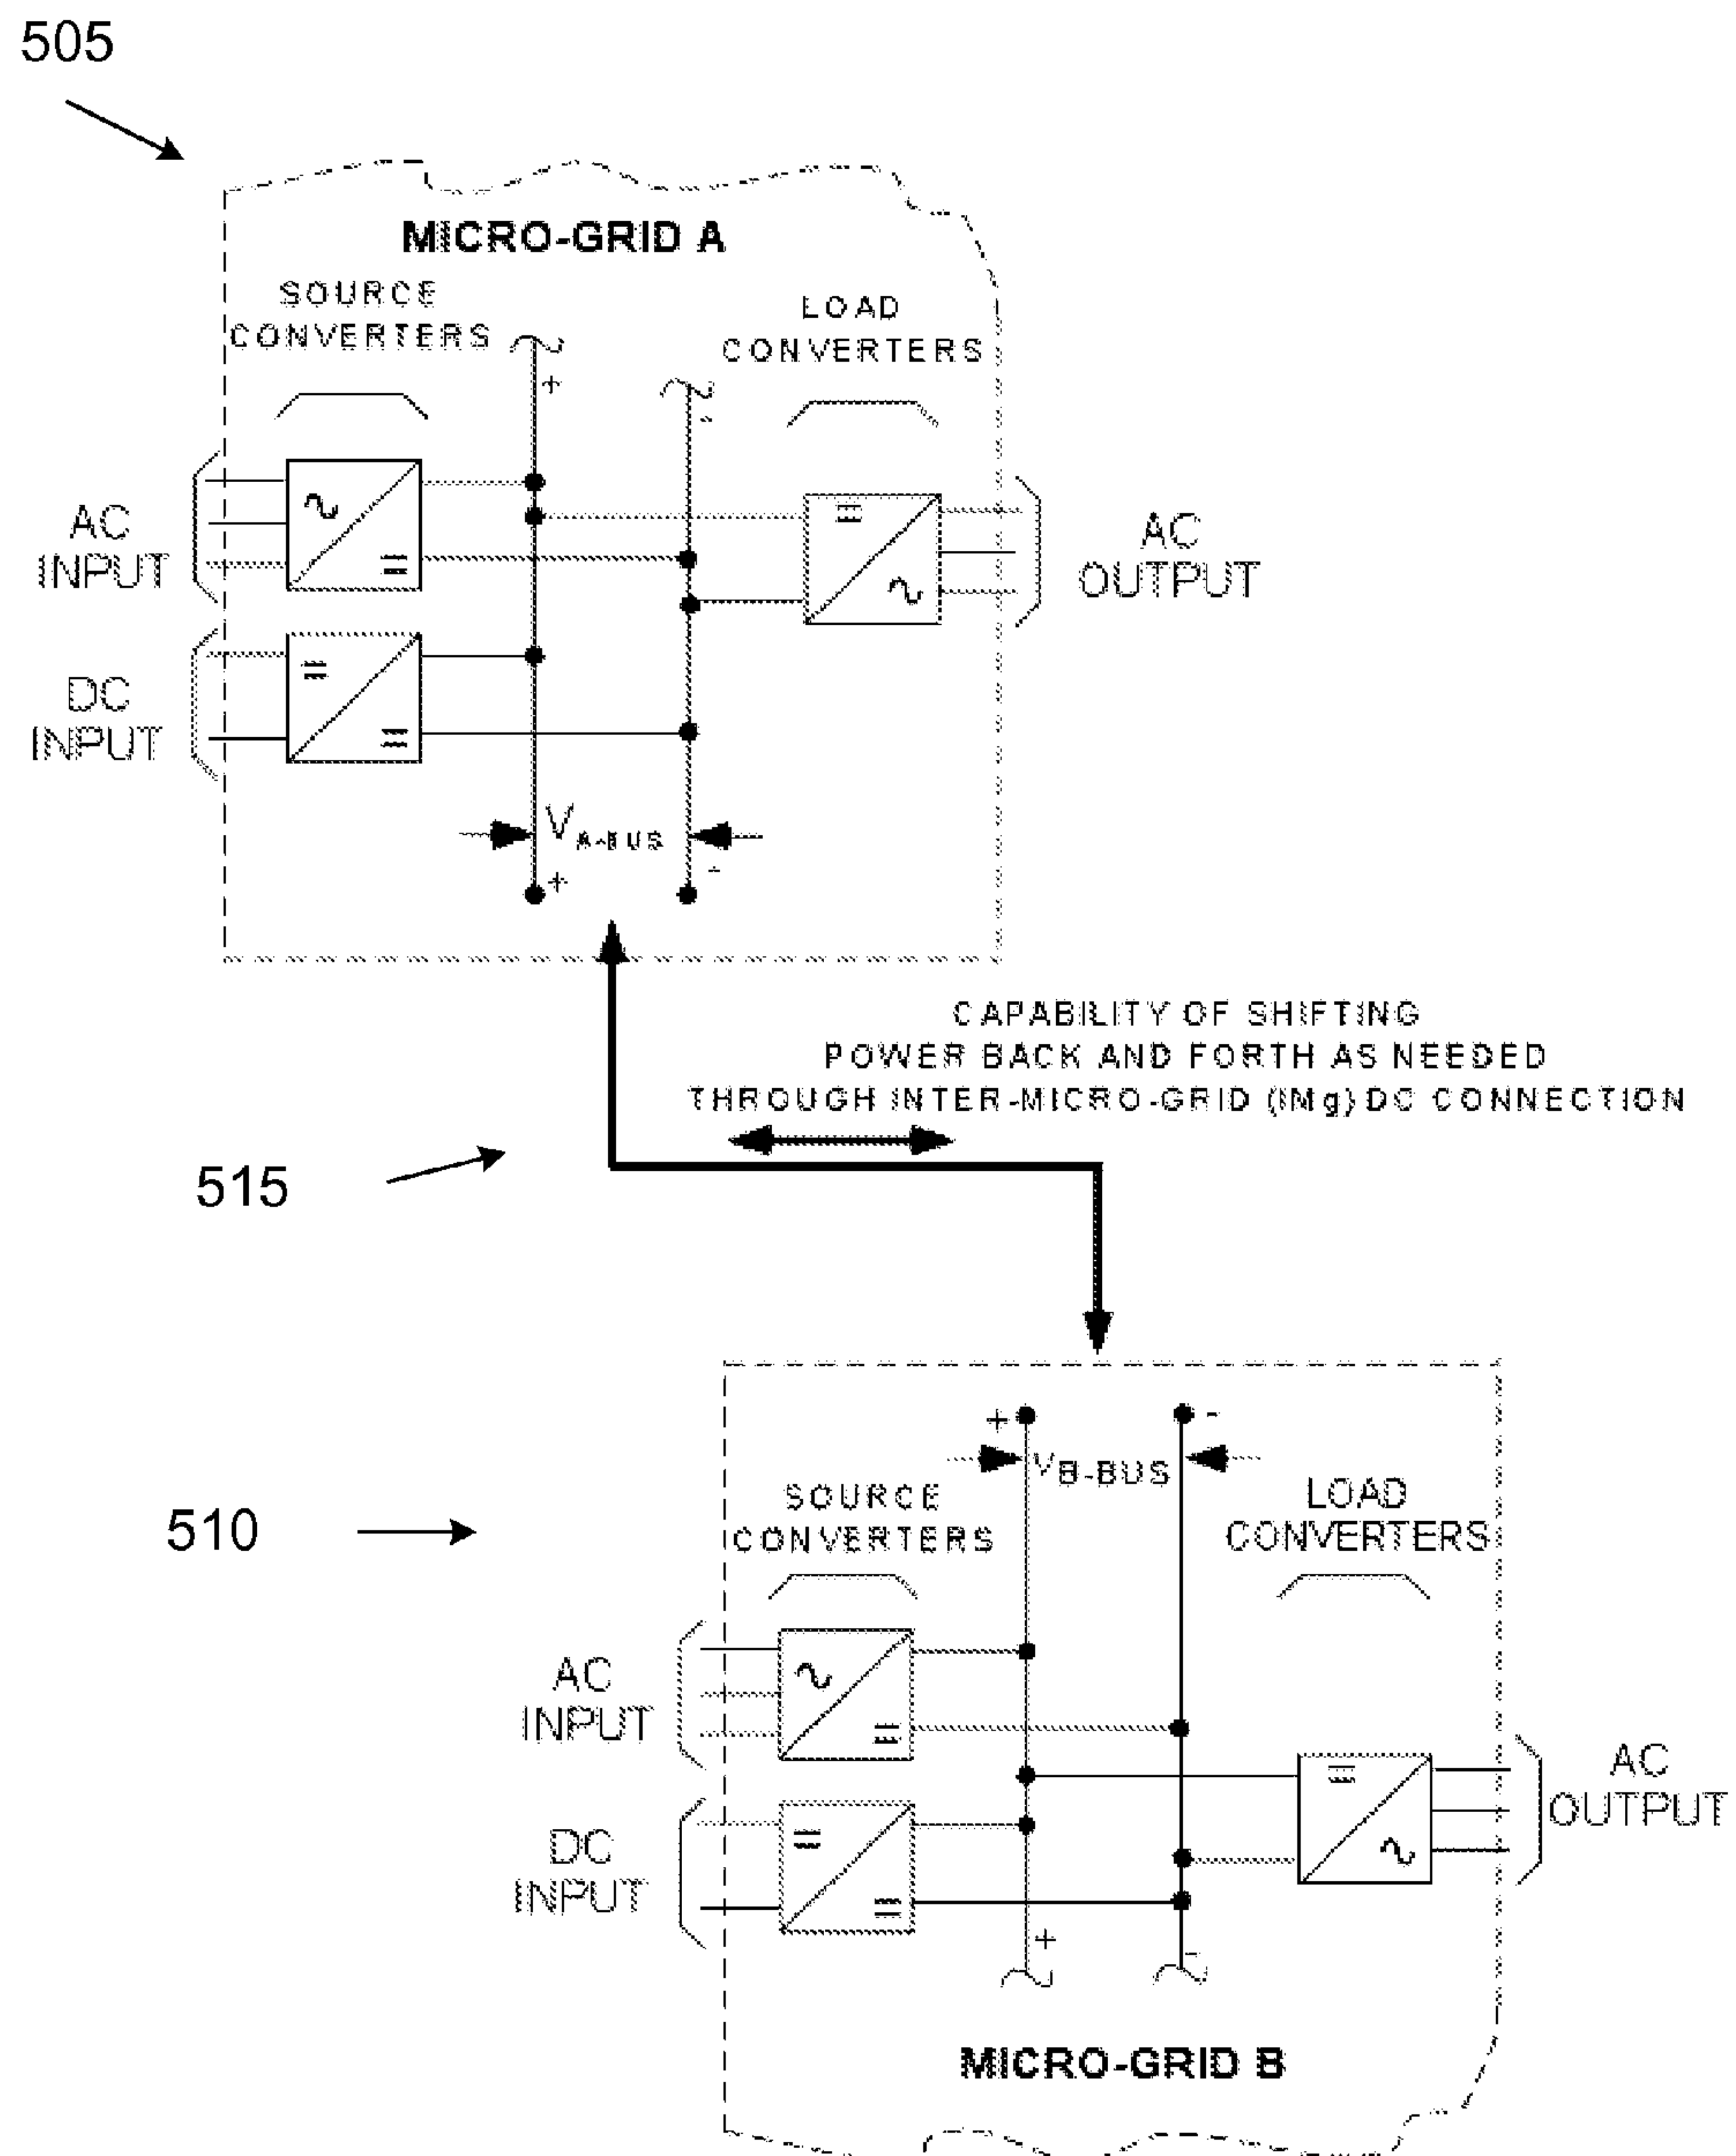 505
MICRO-GRID A
SOURCE
CONVERTERS
LOAD
CONVERTERS
+
-
AC
INPUT
AC
OUTPUT
DC
INPUT
VA-BUS
+
-
CAPABILITY OF SHIFTING
POWER BACK AND FORTH AS NEEDED
THROUGH INTER-MICRO-GRID (IMg) DC CONNECTION
515
+
-
VB-BUS
510
SOURCE
CONVERTERS
LOAD
CONVERTERS
AC
INPUT
AC
OUTPUT
DC
INPUT
+
-
MICRO-GRID B